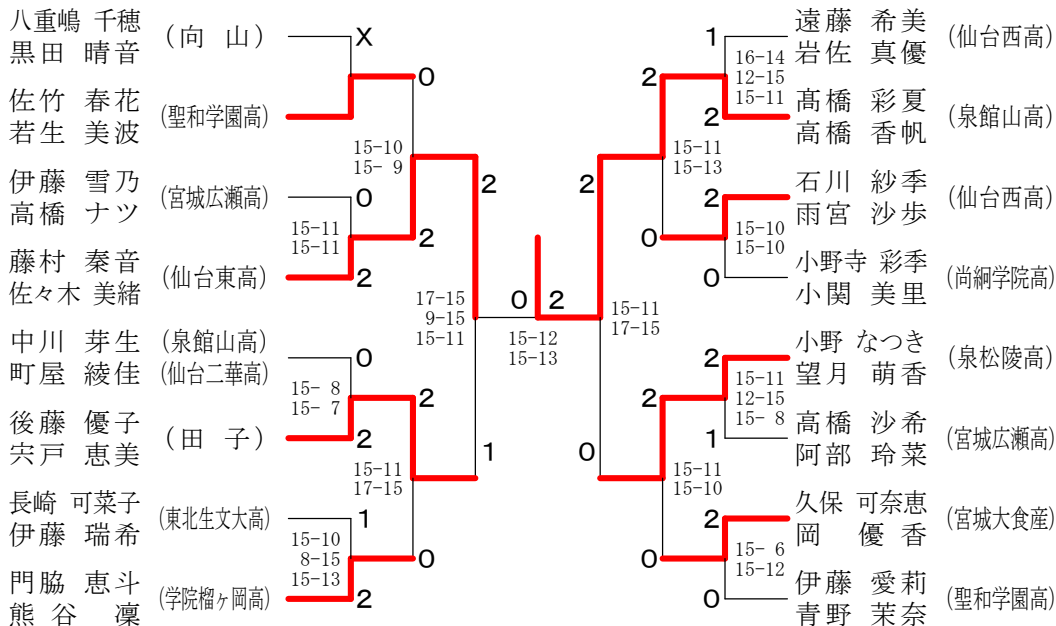 八重嶋 千穂
黒田 晴音
(向 山)
X
0
佐竹 春花
若生 美波
(聖和学園高)
15-10
15- 9
2
伊藤 雪乃
高橋 ナツ
(宮城広瀬高)
0
15-11
15-11
2
藤村 秦音
佐々木 美緒
(仙台東高)
2
17-15
9-15
15-11
中川 芽生 (泉館山高)
町屋 綾佳 (仙台二華高)
0
15- 8
15- 7
2
後藤 優子
宍戸 恵美
(田 子)
2
1
15-11
17-15
長崎 可菜子
伊藤 瑞希
(東北生文大高)
1
15-10
8-15
15-13
0
門脇 恵斗
熊谷 凜
(学院榴ヶ岡高)
2
0 2
15-12
15-13
遠藤 希美
岩佐 真優
(仙台西高)
1
16-14
12-15
15-11
2
髙橋 彩夏
高橋 香帆
(泉館山高)
2
15-11
15-13
2
石川 紗季
雨宮 沙歩
(仙台西高)
2
15-10
15-10
0
小野寺 彩季
小関 美里
(尚絅学院高)
0
15-11
17-15
小野 なつき
望月 萌香
(泉松陵高)
2
15-11
12-15
15- 8
2
高橋 沙希
阿部 玲菜
(宮城広瀬高)
1
0
15-11
15-10
久保 可奈恵
岡 優香
(宮城大食産)
2
15- 6
15-12
0
伊藤 愛莉
青野 茉奈
(聖和学園高)
0